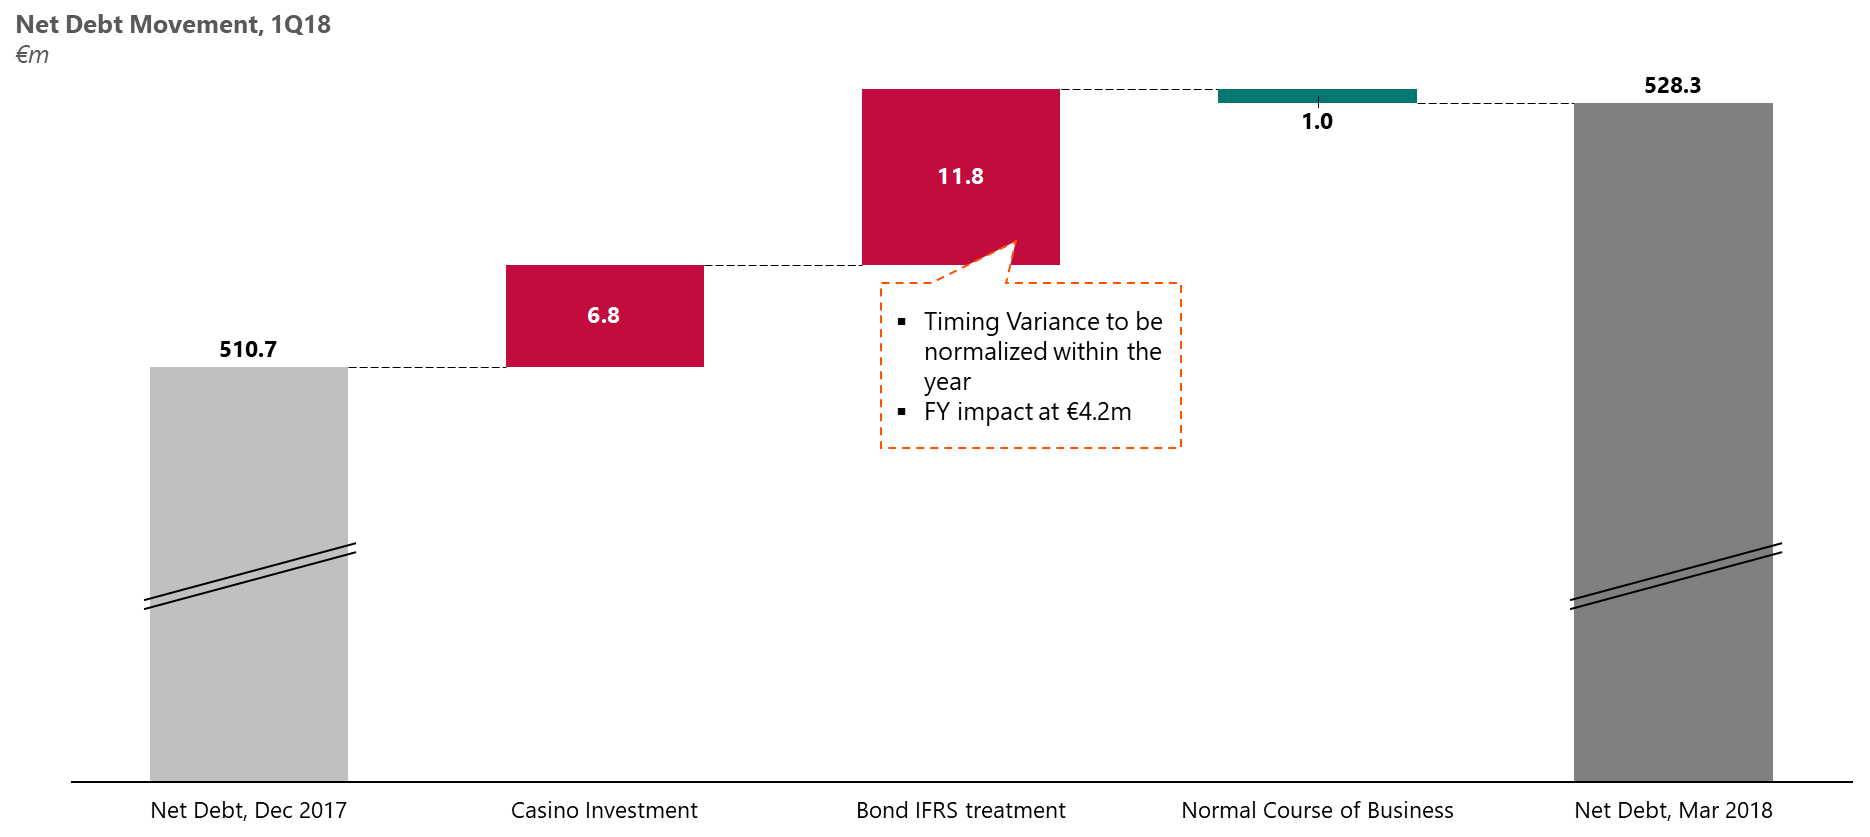 Net Debt Movement, 1Q18
€m
528.3
1.0
11.8
6.8
510.7
▪ Timing Variance to be
normalized within the
year
▪ FY impact at €4.2m
Net Debt, Dec 2017
Casino Investment
Bond IFRS treatment
Normal Course of Business
Net Debt, Mar 2018